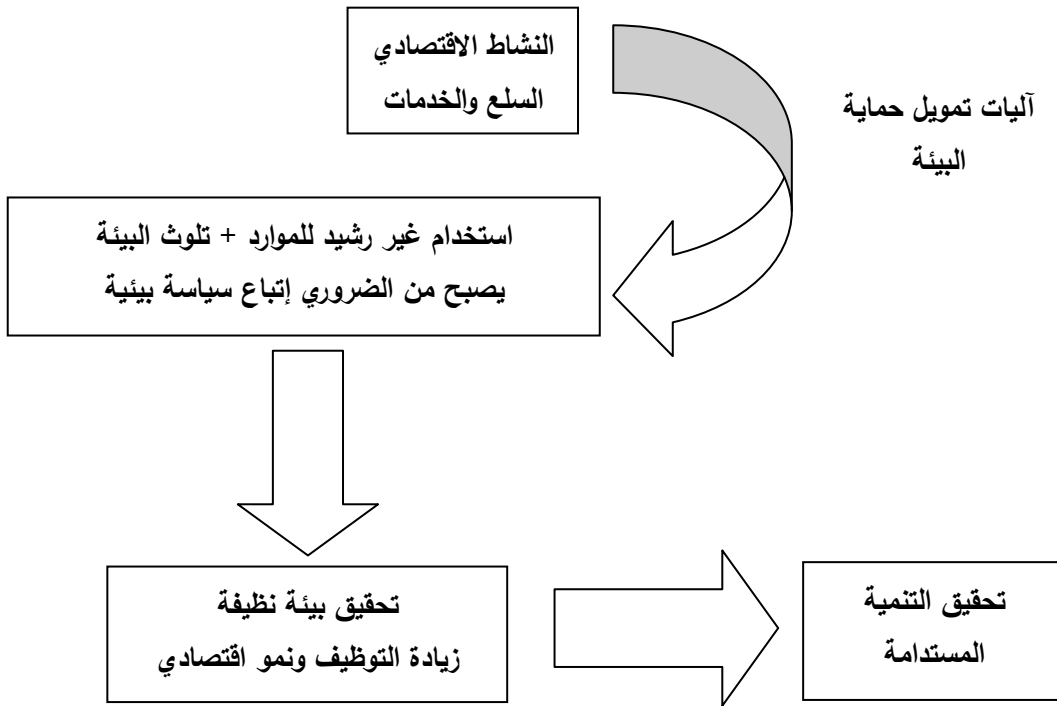 النشاط الاقتصادي
السلع والخدمات
آليات تمويل حماية
البيئة
استخدام غير رشيد للموارد + تلوث البيئة
يصبح من الضروري إتباع سياسة بيئية
تحقيق بيئة نظيفة
زيادة التوظيف ونمو اقتصادي
تحقيق التنمية
المستدامة